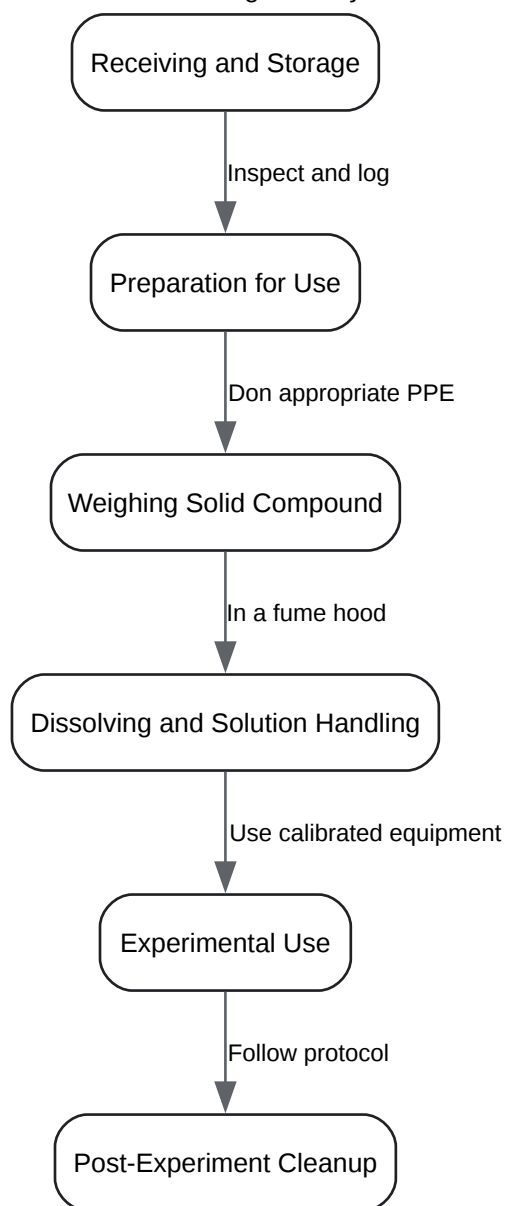 Receiving and Storage
Inspect and log
Preparation for Use
Don appropriate PPE
Weighing Solid Compound
In a fume hood
Dissolving and Solution Handling
Use calibrated equipment
Experimental Use
Follow protocol
Post-Experiment Cleanup